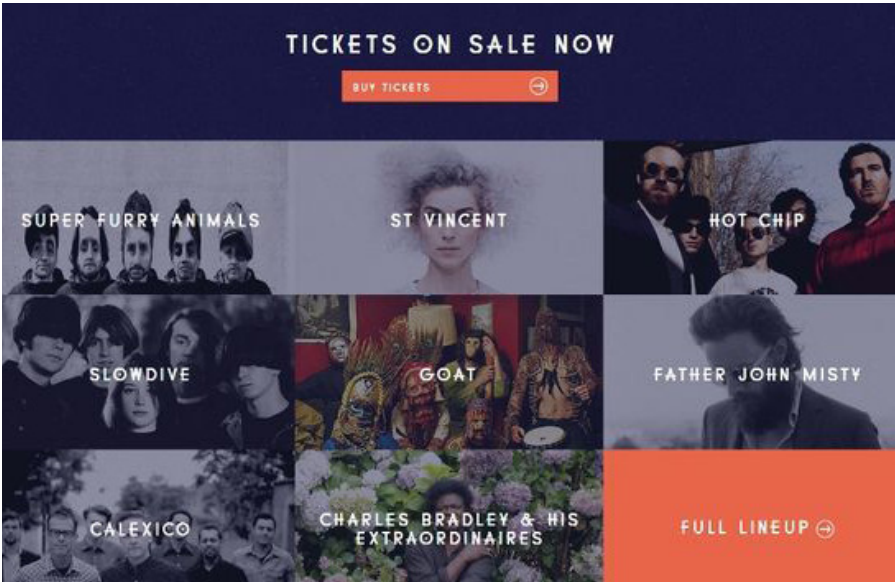 TICKETS ON SALE NOW
BUY TICKETS
SUPER FURRY ANIMALS
ST VINCENT
HOT CHIP
SLOWDIVE
GOAT
FATHER JOHN MISTY
CALEXICO
CHARLES BRADLEY & HIS
EXTRAORDINAIRES
FULL LINEUP